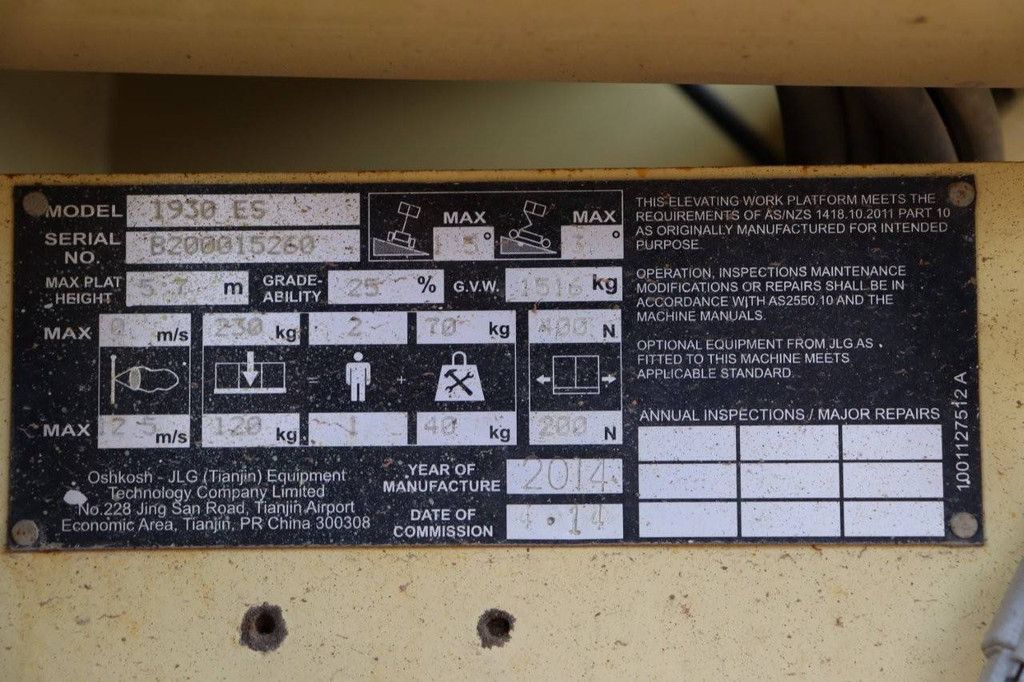 MODEL 1930 ES
SERIAL NO. B200015260
MAX °
MAX °
MAX PLAT HEIGHT 5.7 m
GRADE-ABILITY 25 %
G.V.W. 1516 kg
MAX 0 m/s 230 kg 2 70 kg 400 N
= +
MAX 12.5 m/s 120 kg 1 40 kg 200 N
Oshkosh - JLG (Tianjin) Equipment
Technology Company Limited
No.228 Jing San Road, Tianjin Airport
Economic Area, Tianjin, PR China 300308
YEAR OF MANUFACTURE 2014
DATE OF COMMISSION
THIS ELEVATING WORK PLATFORM MEETS THE
REQUIREMENTS OF AS/NZS 1418.10.2011 PART 10
AS ORIGINALLY MANUFACTURED FOR INTENDED
PURPOSE.
OPERATION, INSPECTIONS MAINTENANCE
MODIFICATIONS OR REPAIRS SHALL BE IN
ACCORDANCE WITH AS2550.10 AND THE
MACHINE MANUALS.
OPTIONAL EQUIPMENT FROM JLG AS
FITTED TO THIS MACHINE MEETS
APPLICABLE STANDARD.
ANNUAL INSPECTIONS / MAJOR REPAIRS
1001127512 A